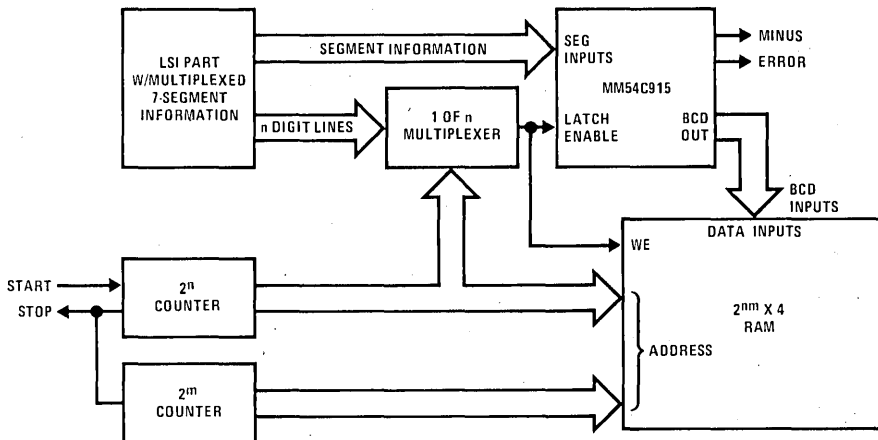 LSI PART
W/MULTIPLEXED
7-SEGMENT
INFORMATION
SEGMENT INFORMATION
n DIGIT LINES
1 OF n
MULTIPLEXER
SEG
INPUTS
MM54C915
LATCH
ENABLE
BCD
OUT
MINUS
ERROR
BCD
INPUTS
DATA INPUTS
WE
START
STOP
2ⁿ
COUNTER
2ᵐ
COUNTER
ADDRESS
2ⁿᵐ X 4
RAM